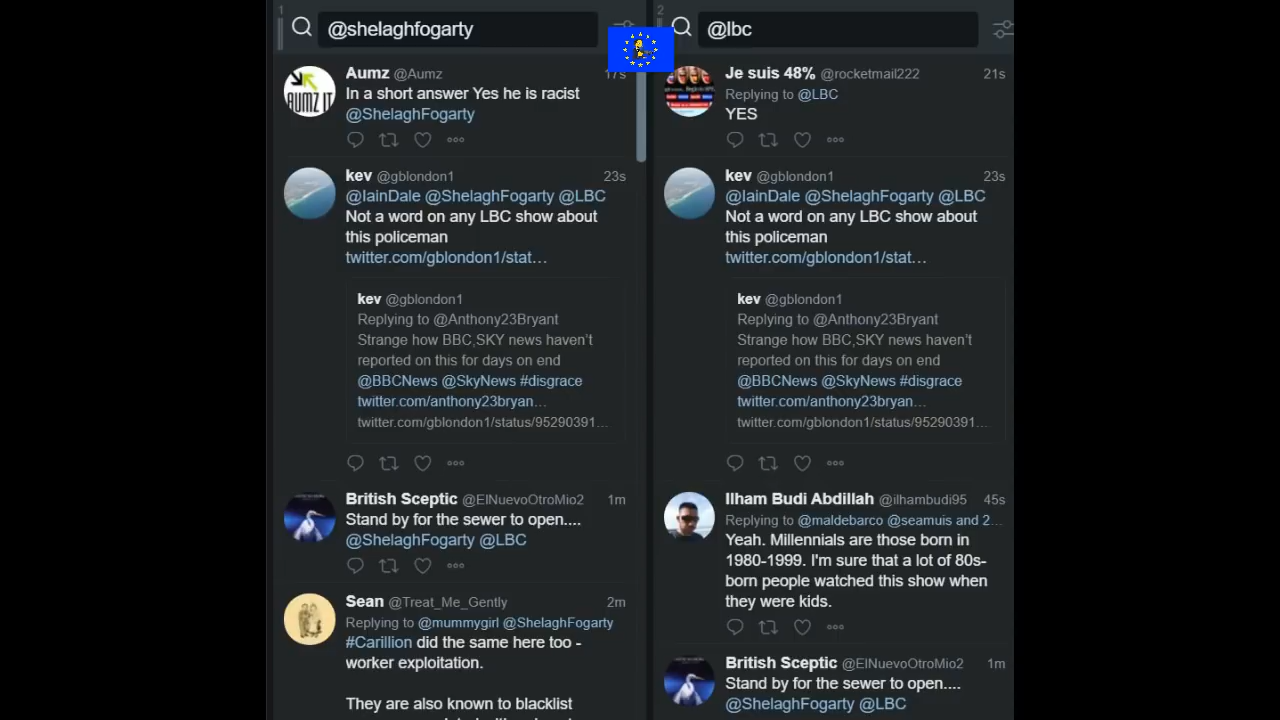 1
@shelaghfogarty
Aumz @Aumz 17s
In a short answer Yes he is racist
@ShelaghFogarty
AUMZ IT
kev @gblondon1 23s
@IainDale @ShelaghFogarty @LBC
Not a word on any LBC show about
this policeman
twitter.com/gblondon1/stat…
kev @gblondon1
Replying to @Anthony23Bryant
Strange how BBC,SKY news haven't
reported on this for days on end
@BBCNews @SkyNews #disgrace
twitter.com/anthony23bryan…
twitter.com/gblondon1/status/95290391…
British Sceptic @ElNuevoOtroMio2 1m
Stand by for the sewer to open....
@ShelaghFogarty @LBC
Sean @Treat_Me_Gently 2m
Replying to @mummygirl @ShelaghFogarty
#Carillion did the same here too -
worker exploitation.
They are also known to blacklist
2
@lbc
Je suis 48% @rocketmail222 21s
Replying to @LBC
YES
kev @gblondon1 23s
@IainDale @ShelaghFogarty @LBC
Not a word on any LBC show about
this policeman
twitter.com/gblondon1/stat…
kev @gblondon1
Replying to @Anthony23Bryant
Strange how BBC,SKY news haven't
reported on this for days on end
@BBCNews @SkyNews #disgrace
twitter.com/anthony23bryan…
twitter.com/gblondon1/status/95290391…
Ilham Budi Abdillah @ilhambudi95 45s
Replying to @maldebarco @seamuis and 2…
Yeah. Millennials are those born in
1980-1999. I'm sure that a lot of 80s-
born people watched this show when
they were kids.
British Sceptic @ElNuevoOtroMio2 1m
Stand by for the sewer to open....
@ShelaghFogarty @LBC